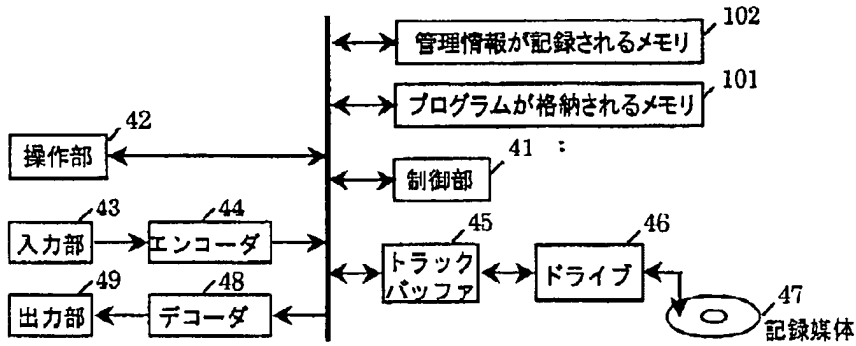 102
管理情報が記録されるメモリ
101
プログラムが格納されるメモリ
42
操作部
41
制御部
43
入力部
44
エンコーダ
45
トラック
バッファ
46
ドライブ
49
出力部
48
デコーダ
47
記録媒体